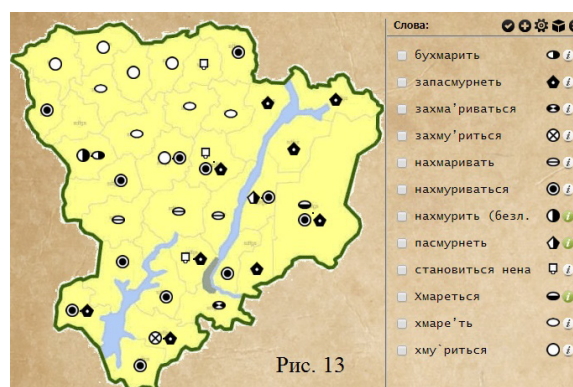 Слова:
бухмарить
запасмурнеть
захма'риваться
захму'риться
нахмаривать
нахмуриваться
нахмурить (безл.
пасмурнеть
становиться нена
Хмареться
хмаре'ть
хму`риться
Рис. 13